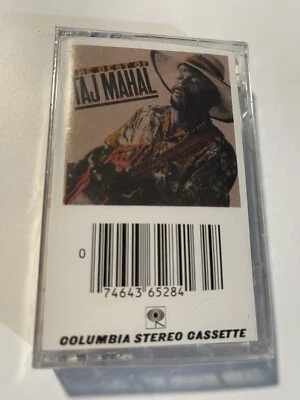 THE BEST OF
TAJ MAHAL
0
74643 65284
COLUMBIA STEREO CASSETTE